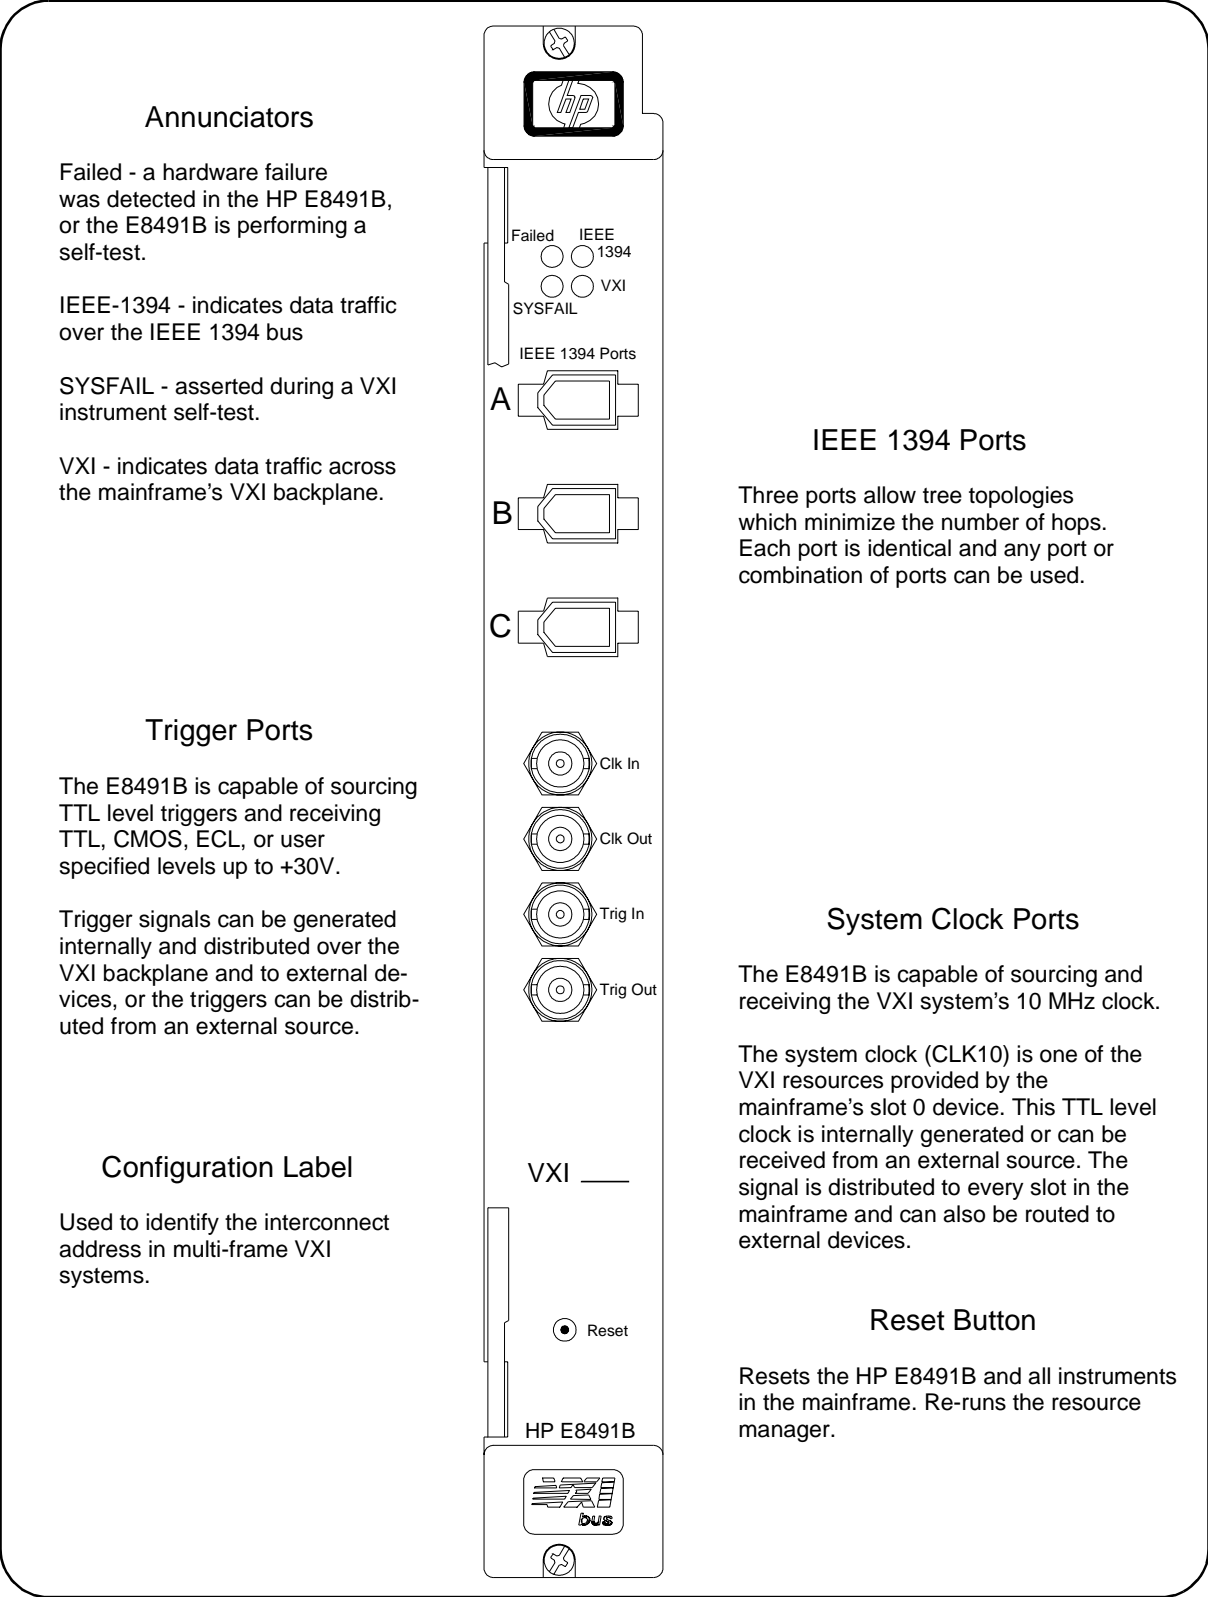 Annunciators
Failed - a hardware failure
was detected in the HP E8491B,
or the E8491B is performing a
self-test.
IEEE-1394 - indicates data traffic
over the IEEE 1394 bus
SYSFAIL - asserted during a VXI
instrument self-test.
VXI - indicates data traffic across
the mainframe's VXI backplane.
Trigger Ports
The E8491B is capable of sourcing
TTL level triggers and receiving
TTL, CMOS, ECL, or user
specified levels up to +30V.
Trigger signals can be generated
internally and distributed over the
VXI backplane and to external de-
vices, or the triggers can be distrib-
uted from an external source.
Configuration Label
Used to identify the interconnect
address in multi-frame VXI
systems.
hp
Failed IEEE
1394
VXI
SYSFAIL
IEEE 1394 Ports
A
B
C
Clk In
Clk Out
Trig In
Trig Out
VXI ___
Reset
HP E8491B
VXI
bus
IEEE 1394 Ports
Three ports allow tree topologies
which minimize the number of hops.
Each port is identical and any port or
combination of ports can be used.
System Clock Ports
The E8491B is capable of sourcing and
receiving the VXI system's 10 MHz clock.
The system clock (CLK10) is one of the
VXI resources provided by the
mainframe's slot 0 device. This TTL level
clock is internally generated or can be
received from an external source. The
signal is distributed to every slot in the
mainframe and can also be routed to
external devices.
Reset Button
Resets the HP E8491B and all instruments
in the mainframe. Re-runs the resource
manager.